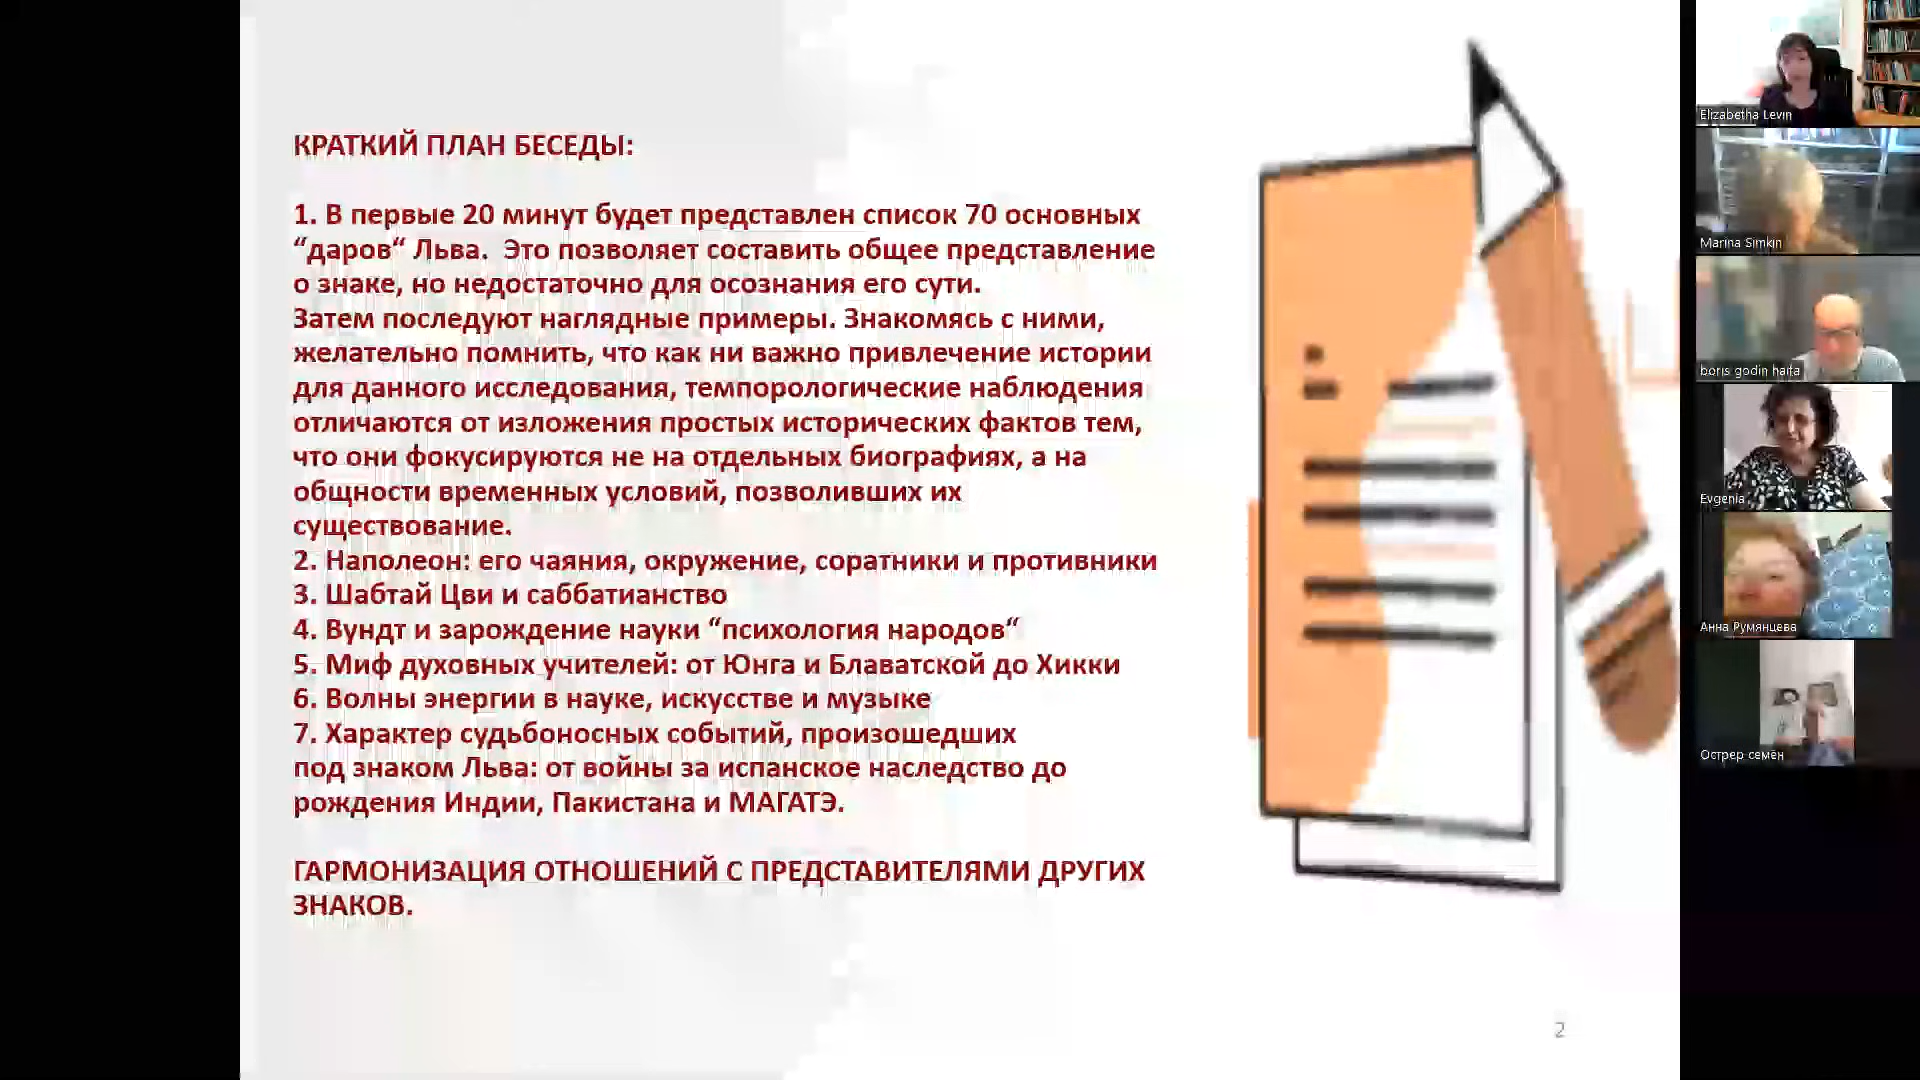 КРАТКИЙ ПЛАН БЕСЕДЫ:
1. В первые 20 минут будет представлен список 70 основных
“даров“ Льва. Это позволяет составить общее представление
о знаке, но недостаточно для осознания его сути.
Затем последуют наглядные примеры. Знакомясь с ними,
желательно помнить, что как ни важно привлечение истории
для данного исследования, темпорологические наблюдения
отличаются от изложения простых исторических фактов тем,
что они фокусируются не на отдельных биографиях, а на
общности временных условий, позволивших их
существование.
2. Наполеон: его чаяния, окружение, соратники и противники
3. Шабтай Цви и саббатианство
4. Вундт и зарождение науки “психология народов“
5. Миф духовных учителей: от Юнга и Блаватской до Хикки
6. Волны энергии в науке, искусстве и музыке
7. Характер судьбоносных событий, произошедших
под знаком Льва: от войны за испанское наследство до
рождения Индии, Пакистана и МАГАТЭ.
ГАРМОНИЗАЦИЯ ОТНОШЕНИЙ С ПРЕДСТАВИТЕЛЯМИ ДРУГИХ
ЗНАКОВ.
2
Elizabetha Levin
Marina Simkin
boris godin haifa
Evgenia
Анна Румянцева
Острер семён